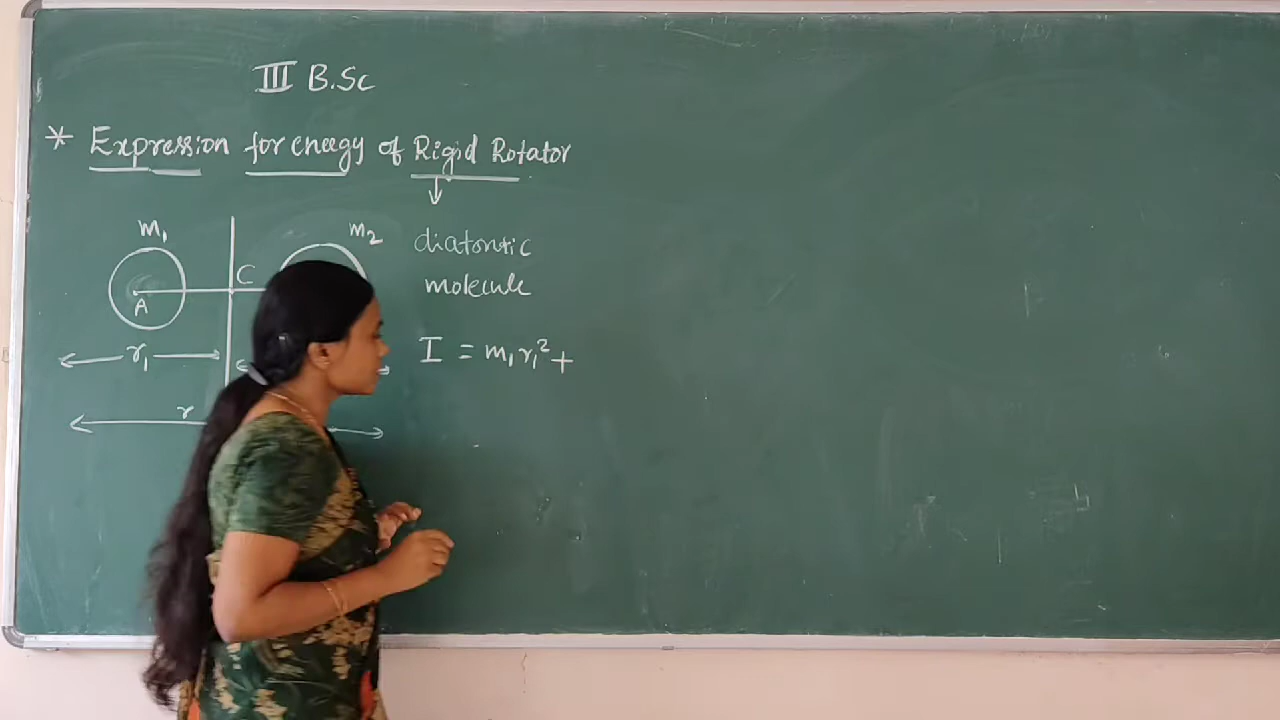 III B.Sc
* Expression for energy of Rigid Rotator
↓
m₁
m₂
diatomic
molecule
C
A
r₁
I = m₁r₁² +
r